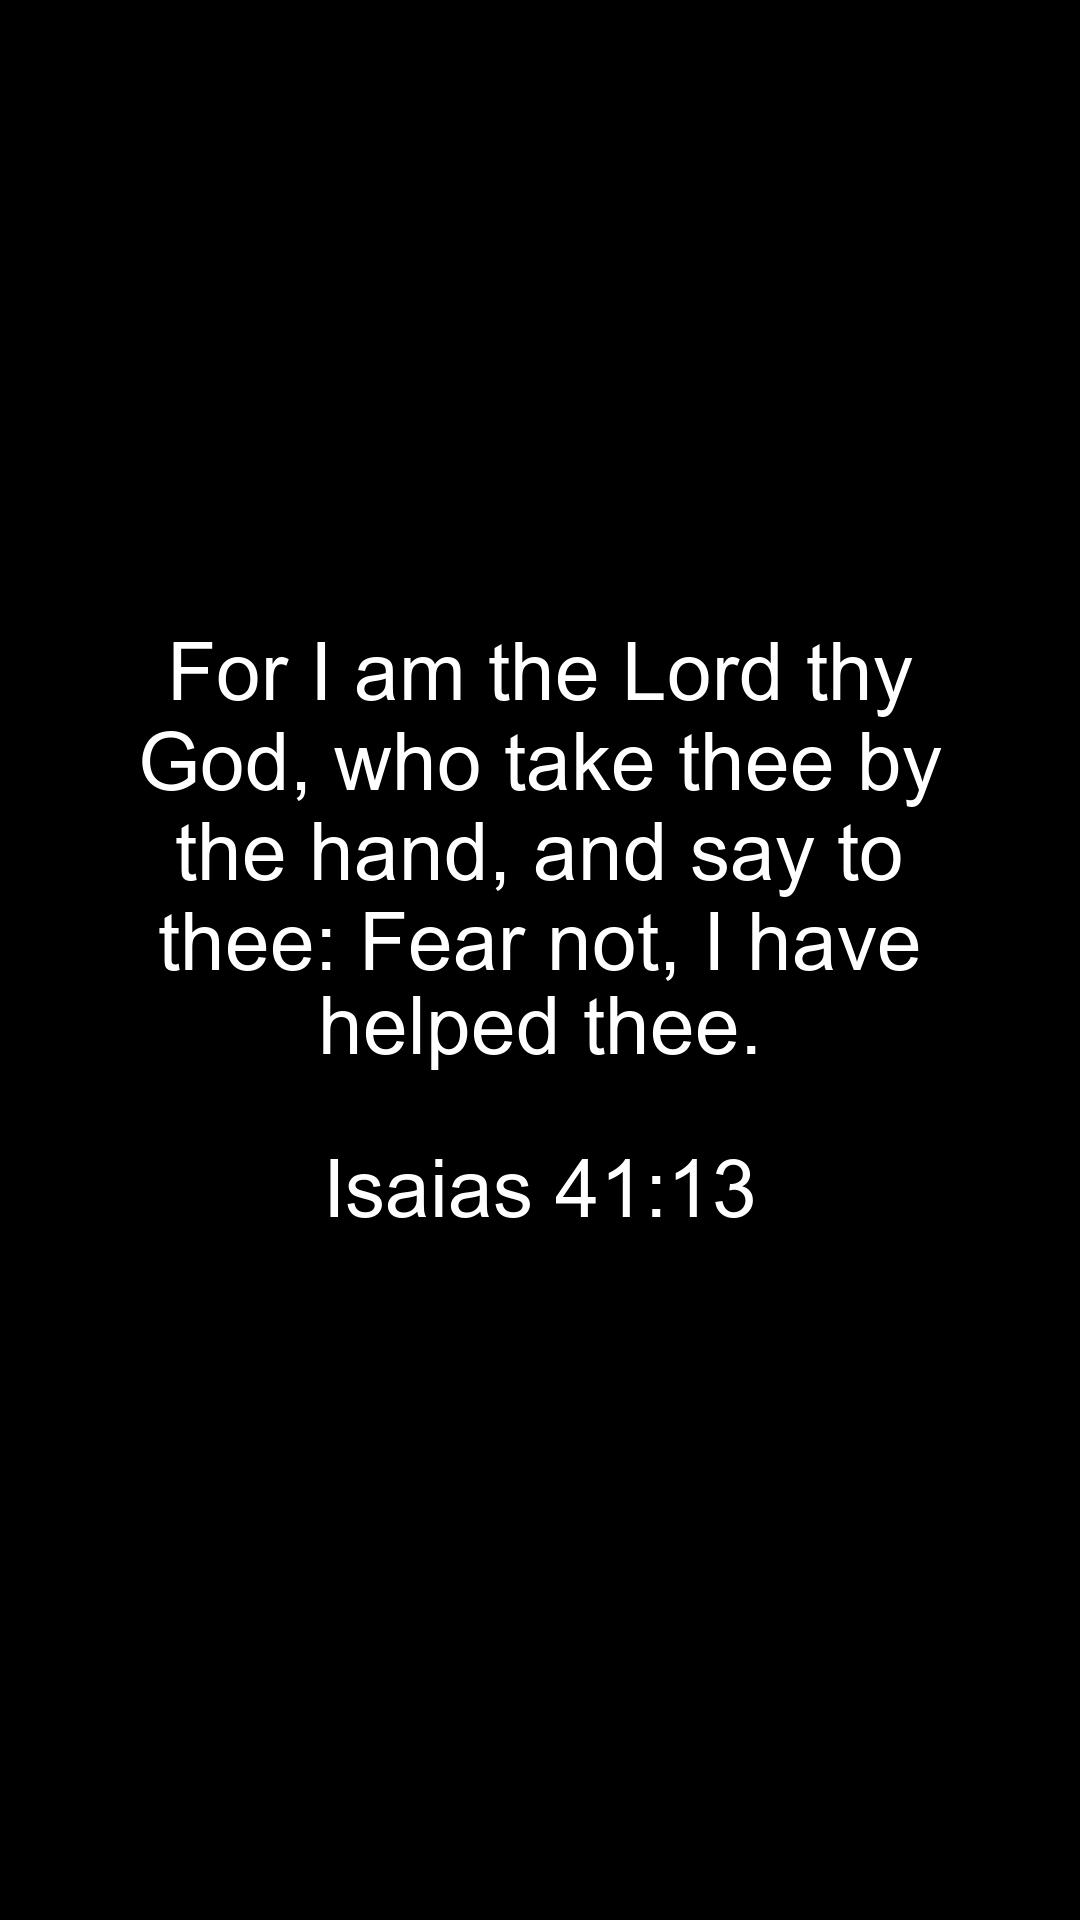 For I am the Lord thy
God, who take thee by
the hand, and say to
thee: Fear not, I have
helped thee.
Isaias 41:13